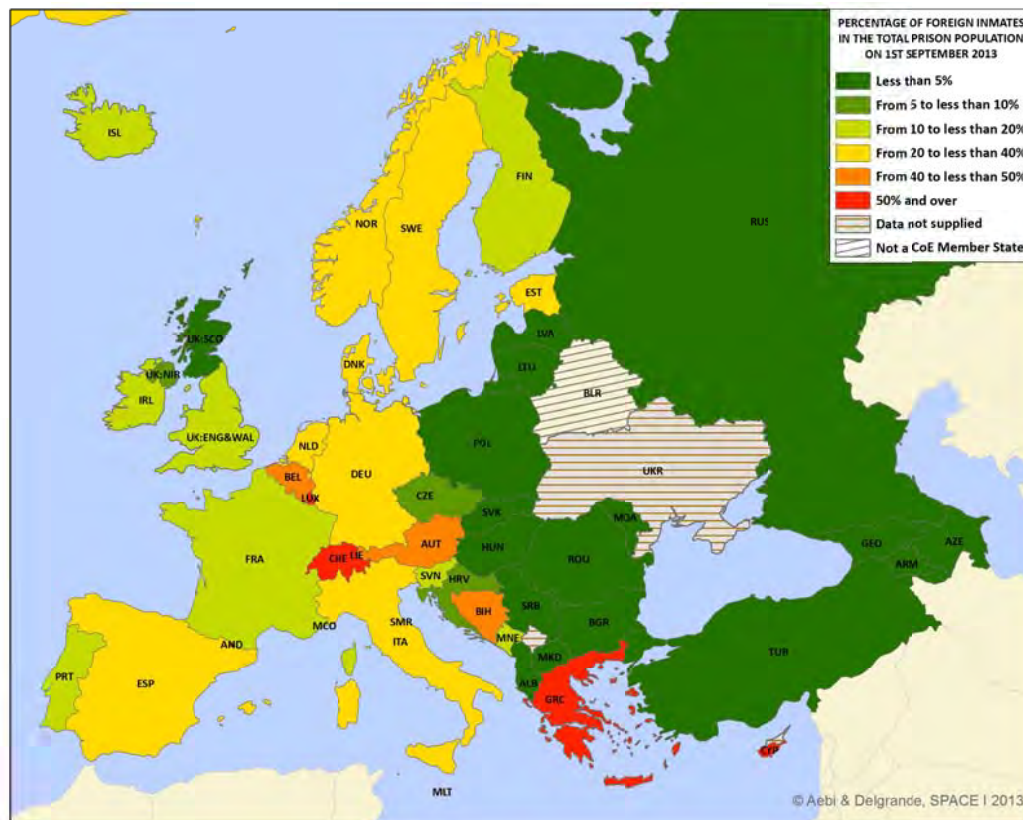 PERCENTAGE OF FOREIGN INMATES
IN THE TOTAL PRISON POPULATION
ON 1ST SEPTEMBER 2013
Less than 5%
From 5 to less than 10%
From 10 to less than 20%
From 20 to less than 40%
From 40 to less than 50%
50% and over
Data not supplied
Not a CoE Member State
ISL
FIN
RUS
NOR
SWE
EST
UK:SCO
LVA
DNK
LTU
UK:NIR
BLR
IRL
UK:ENG&WAL
NLD
POL
BEL
DEU
UKR
LUX
CZE
SVK
MOA
FRA
CHE
LIE
AUT
HUN
ROU
GEO
AZE
ARM
SVN
HRV
SRB
BIH
MCO
SMR
BGR
ITA
MNE
AND
MKD
TUR
PRT
ESP
ALB
GRC
CYP
MLT
© Aebi & Delgrande, SPACE I 2013